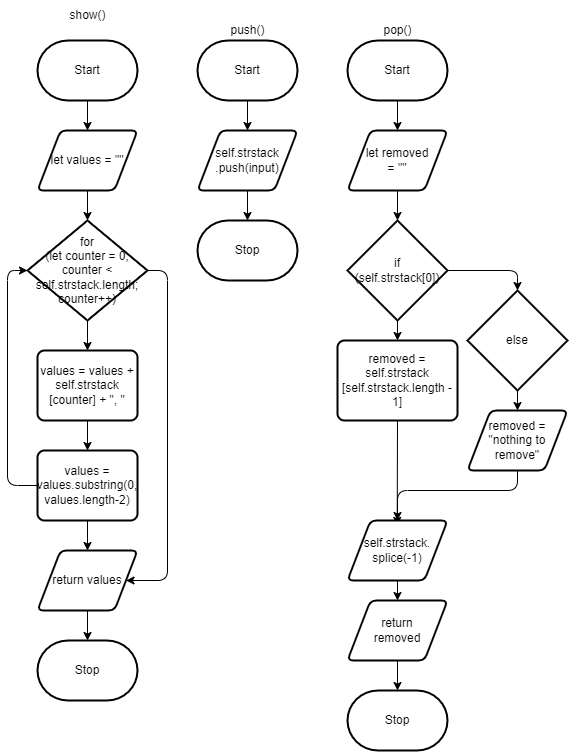 show()
Start
let values = ""
for
(let counter = 0;
counter <
self.strstack.length;
counter++)
values = values +
self.strstack
[counter] + ", "
values =
values.substring(0,
values.length-2)
return values
Stop
push()
Start
self.strstack
.push(input)
Stop
pop()
Start
let removed
= ""
if
(self.strstack[0])
else
removed =
self.strstack
[self.strstack.length -
1]
removed =
"nothing to
remove"
self.strstack.
splice(-1)
return
removed
Stop